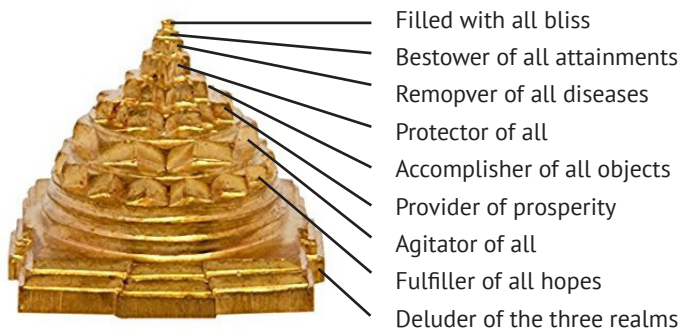 Filled with all bliss
Bestower of all attainments
Remopver of all diseases
Protector of all
Accomplisher of all objects
Provider of prosperity
Agitator of all
Fulfiller of all hopes
Deluder of the three realms